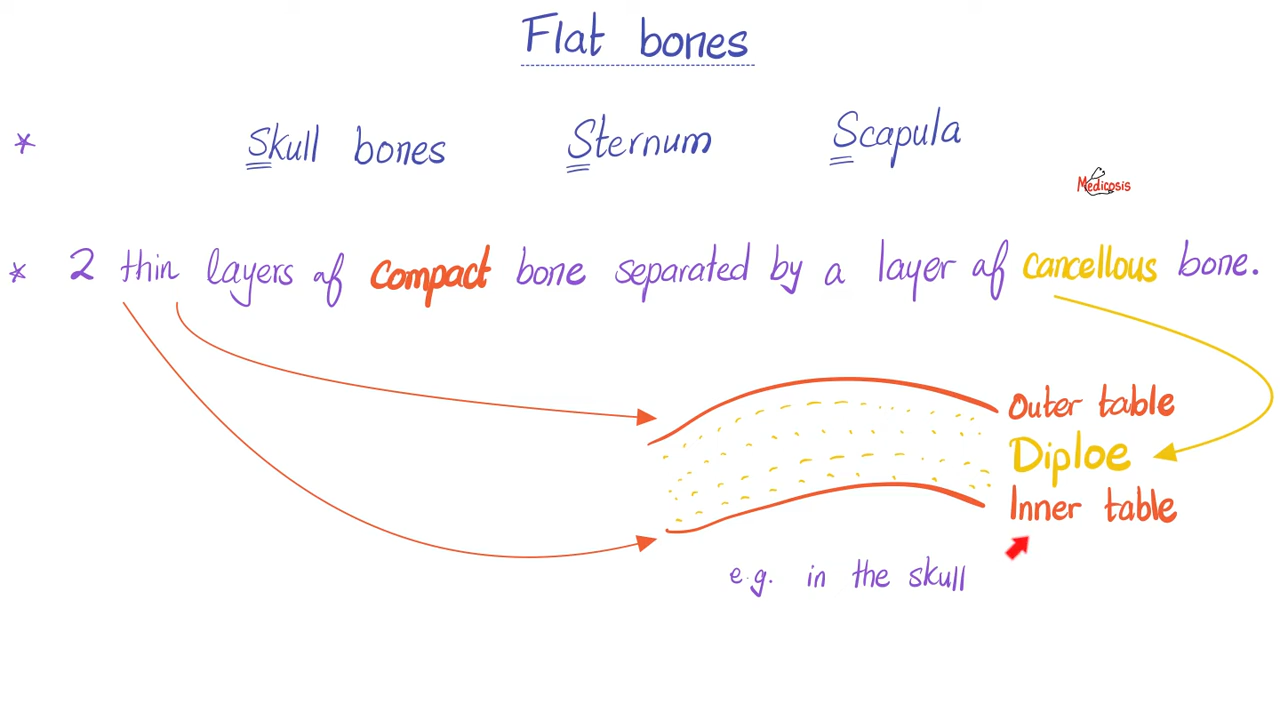 Flat bones
* Skull bones Sternum Scapula
Medicosis
* 2 thin layers of compact bone separated by a layer of cancellous bone.
Outer table
Diploe
Inner table
e.g. in the skull